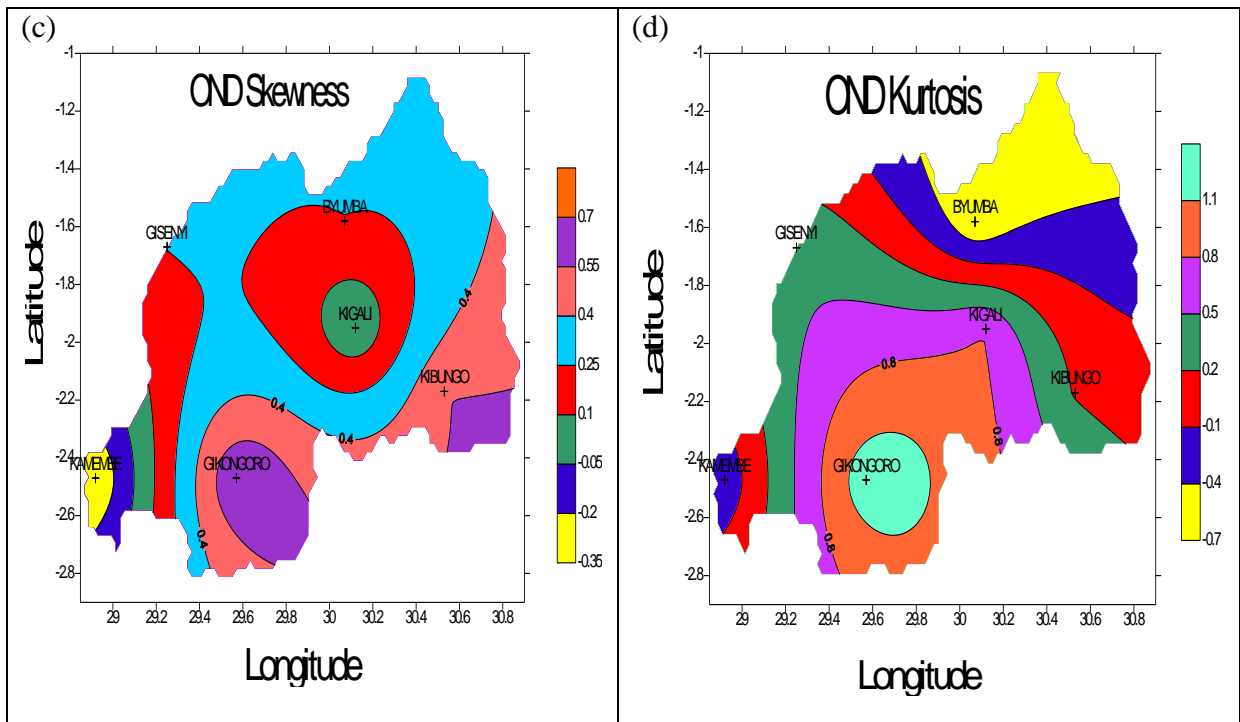 (c)
OND Skewness
-1
-1.2
-1.4
-1.6
-1.8
-2
-2.2
-2.4
-2.6
-2.8
Latitude
BYUMBA
GISENYI
KIGALI
KIBUNGO
KAMEMBE
GIKONGORO
0.4
0.4
0.4
0.4
0.7
0.55
0.4
0.25
0.1
-0.05
-0.2
-0.35
29 29.2 29.4 29.6 29.8 30 30.2 30.4 30.6 30.8
Longitude
(d)
OND Kurtosis
-1
-1.2
-1.4
-1.6
-1.8
-2
-2.2
-2.4
-2.6
-2.8
Latitude
BYUMBA
GISENYI
KIGALI
KIBUNGO
KAMEMBE
GIKONGORO
0.8
0.8
0.8
1.1
0.8
0.5
0.2
-0.1
-0.4
-0.7
29 29.2 29.4 29.6 29.8 30 30.2 30.4 30.6 30.8
Longitude